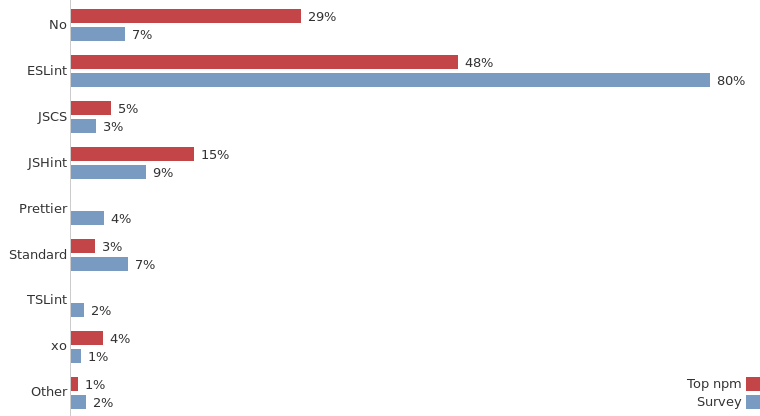 No
29%
7%
ESLint
48%
80%
JSCS
5%
3%
JSHint
15%
9%
Prettier
4%
Standard
3%
7%
TSLint
2%
xo
4%
1%
Other
1%
2%
Top npm
Survey